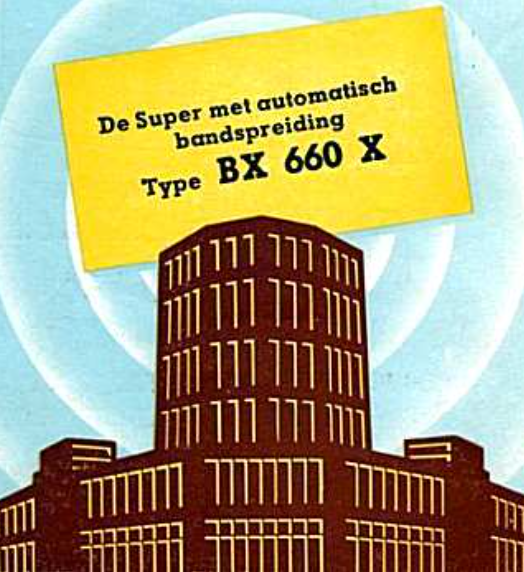 De Super met automatisch
bandspreiding
Type BX 660 X